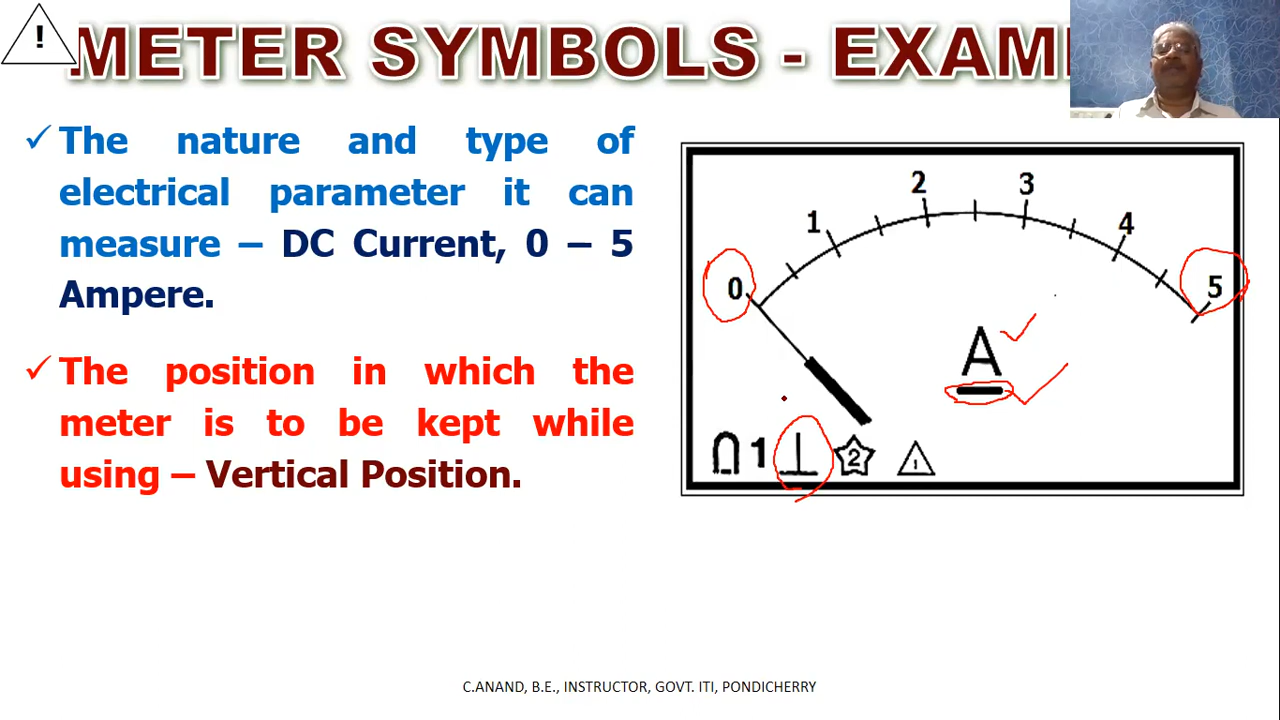 !
METER SYMBOLS - EXAM
✓ The nature and type of
electrical parameter it can
measure – DC Current, 0 – 5
Ampere.
✓ The position in which the
meter is to be kept while
using – Vertical Position.
0 1 2 3 4 5
A
1 2 !
C.ANAND, B.E., INSTRUCTOR, GOVT. ITI, PONDICHERRY